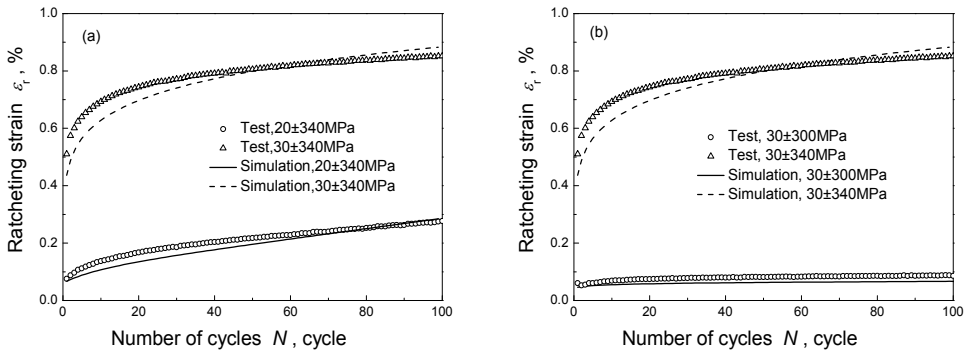 (a)
Ratcheting strain εr , %
1.0
0.8
0.6
0.4
0.2
0.0
0
20
40
60
80
100
Number of cycles N , cycle
Test,20±340MPa
Test,30±340MPa
Simulation,20±340MPa
Simulation,30±340MPa
(b)
Ratcheting strain εr , %
1.0
0.8
0.6
0.4
0.2
0.0
0
20
40
60
80
100
Number of cycles N , cycle
Test, 30±300MPa
Test, 30±340MPa
Simulation, 30±300MPa
Simulation, 30±340MPa